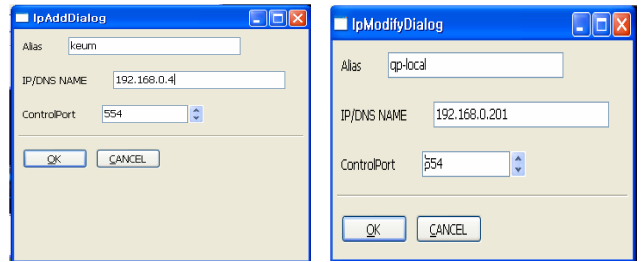 IpAddDialog
Alias keum
IP/DNS NAME 192.168.0.4
ControlPort 554
OK CANCEL
IpModifyDialog
Alias qp-local
IP/DNS NAME 192.168.0.201
ControlPort 554
OK CANCEL